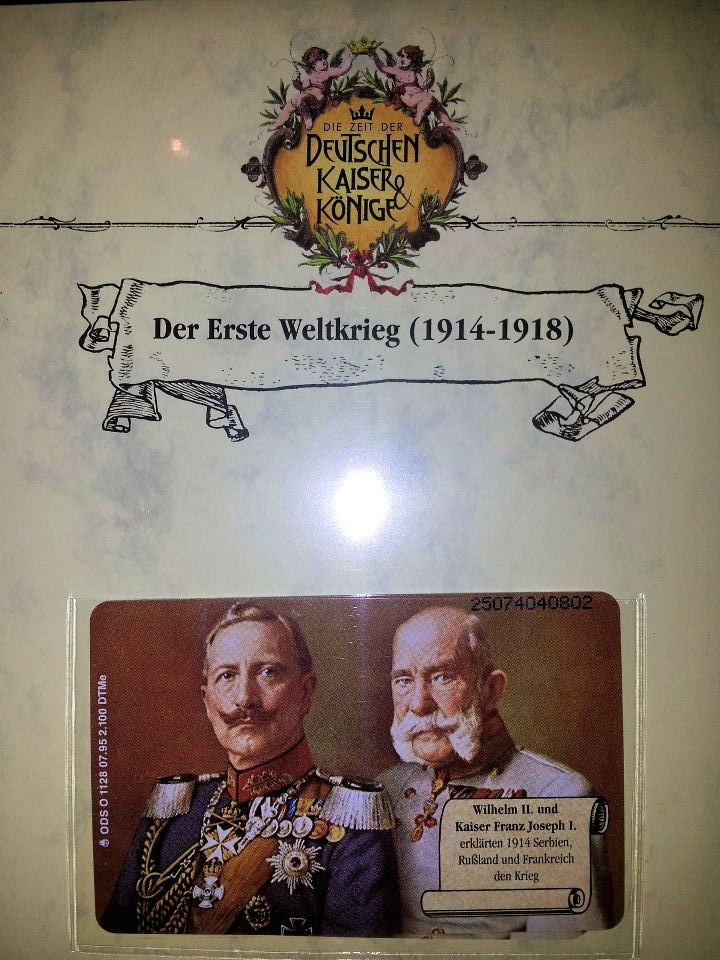 DIE ZEIT DER
DEUTSCHEN
KAISER &
KÖNIGE
Der Erste Weltkrieg (1914-1918)
25074040802
ODS O 1128 07.95 2.100 DTMe
Wilhelm II. und
Kaiser Franz Joseph I.
erklärten 1914 Serbien,
Rußland und Frankreich
den Krieg